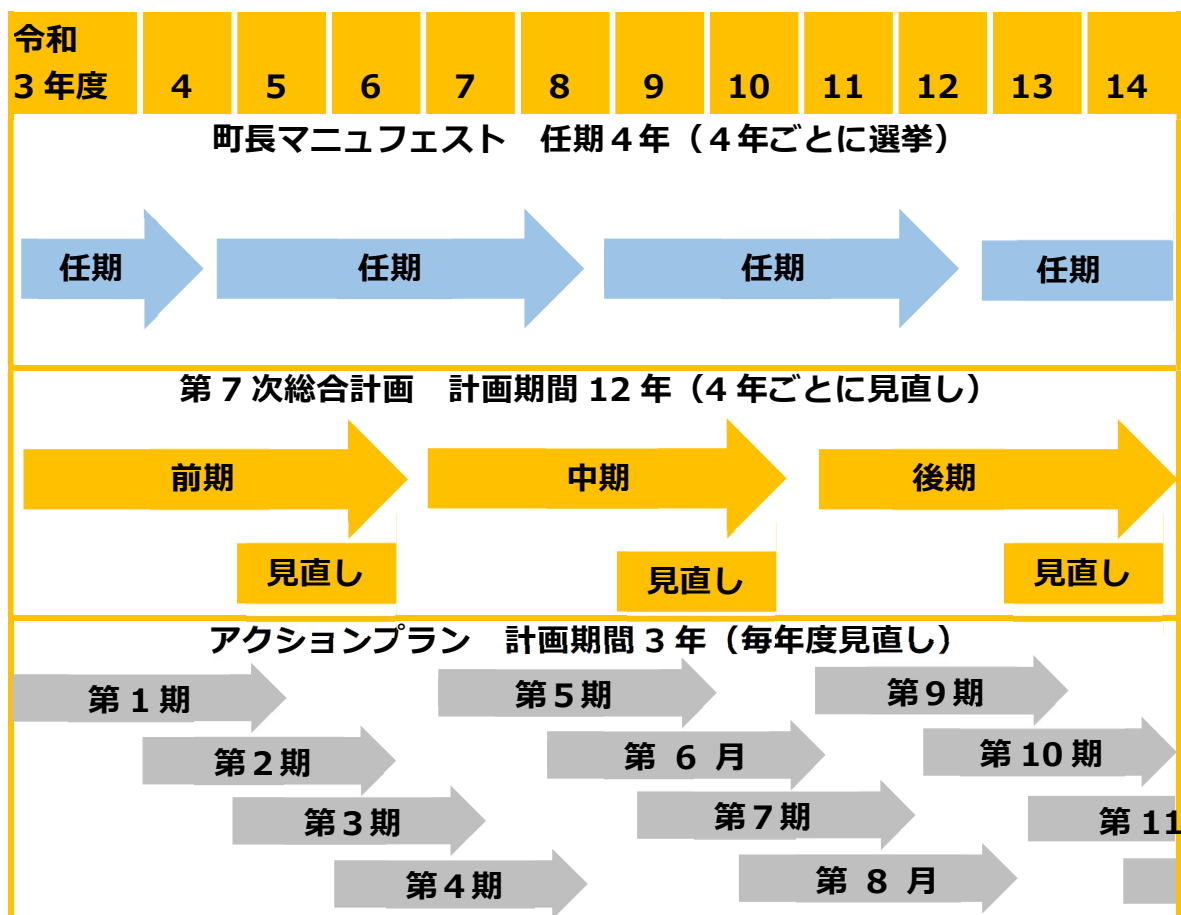 令和
3年度 4 5 6 7 8 9 10 11 12 13 14
町長マニュフェスト 任期4年（4年ごとに選挙）
任期 任期 任期 任期
第7次総合計画 計画期間12年（4年ごとに見直し）
前期 中期 後期
見直し 見直し 見直し
アクションプラン 計画期間3年（毎年度見直し）
第1期 第5期 第9期
第2期 第6月 第10期
第3期 第7期 第11
第4期 第8月